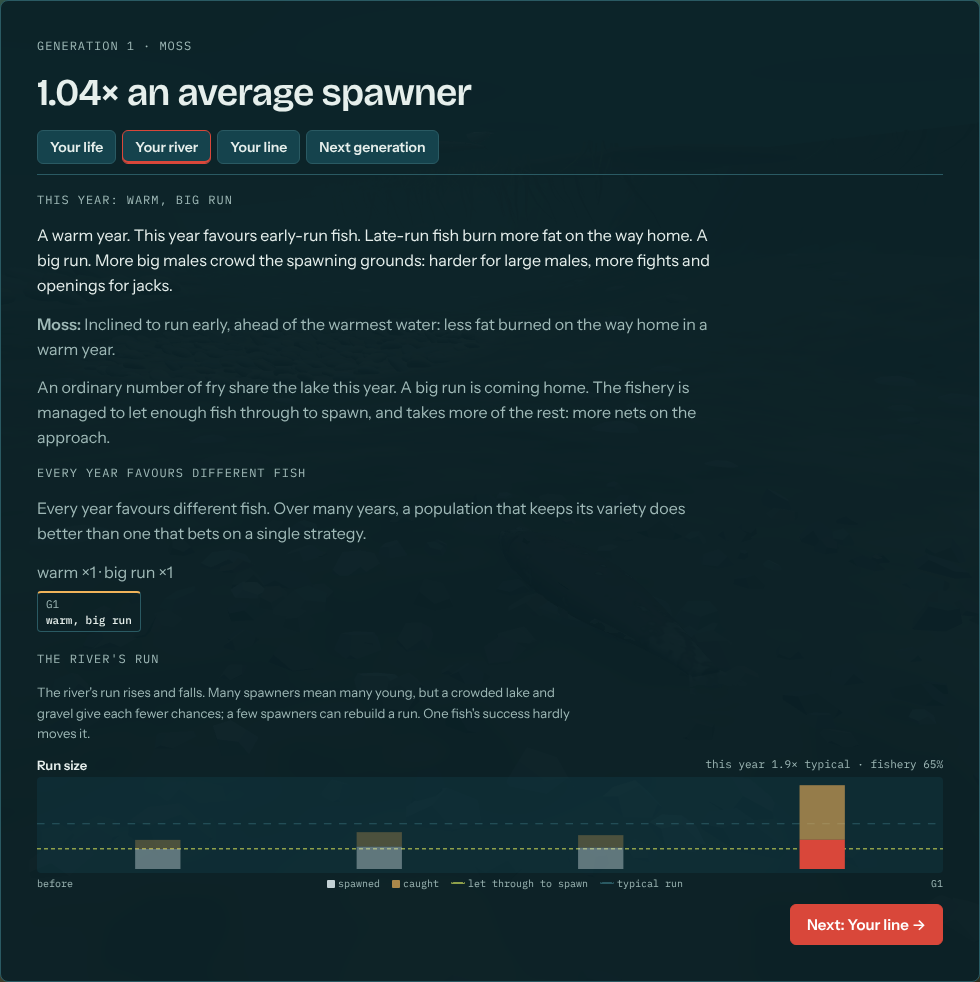 GENERATION 1 · MOSS
1.04× an average spawner
Your life
Your river
Your line
Next generation
THIS YEAR: WARM, BIG RUN
A warm year. This year favours early-run fish. Late-run fish burn more fat on the way home. A
big run. More big males crowd the spawning grounds: harder for large males, more fights and
openings for jacks.
Moss: Inclined to run early, ahead of the warmest water: less fat burned on the way home in a
warm year.
An ordinary number of fry share the lake this year. A big run is coming home. The fishery is
managed to let enough fish through to spawn, and takes more of the rest: more nets on the
approach.
EVERY YEAR FAVOURS DIFFERENT FISH
Every year favours different fish. Over many years, a population that keeps its variety does
better than one that bets on a single strategy.
warm ×1 · big run ×1
G1
warm, big run
THE RIVER'S RUN
The river's run rises and falls. Many spawners mean many young, but a crowded lake and
gravel give each fewer chances; a few spawners can rebuild a run. One fish's success hardly
moves it.
Run size
this year 1.9× typical · fishery 65%
before
spawned
caught
let through to spawn
typical run
G1
Next: Your line →